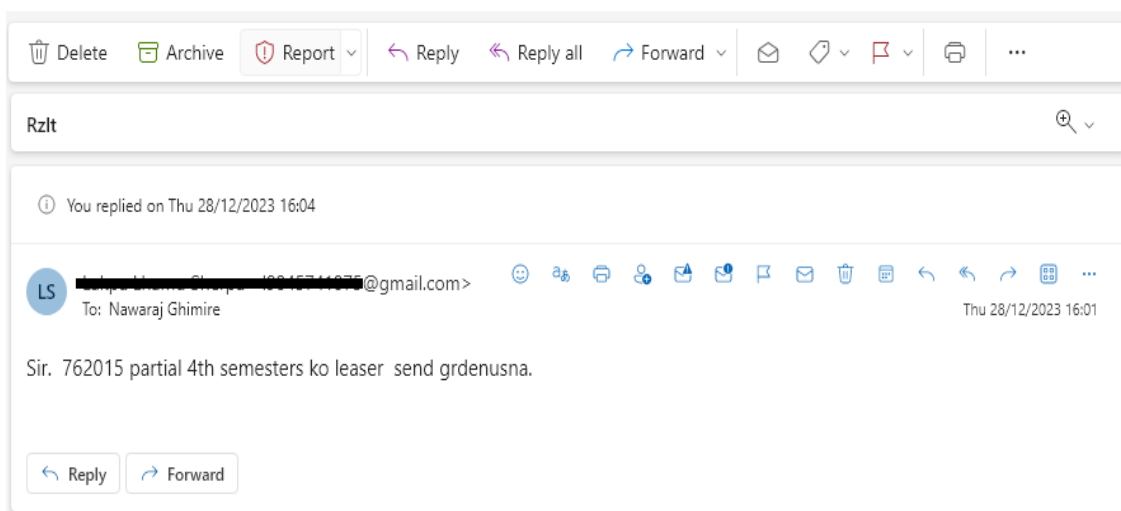 Delete Archive Report Reply Reply all Forward ...
Rzlt
You replied on Thu 28/12/2023 16:04
LS @gmail.com>
To: Nawaraj Ghimire Thu 28/12/2023 16:01
Sir. 762015 partial 4th semesters ko leaser send grdenusna.
Reply Forward